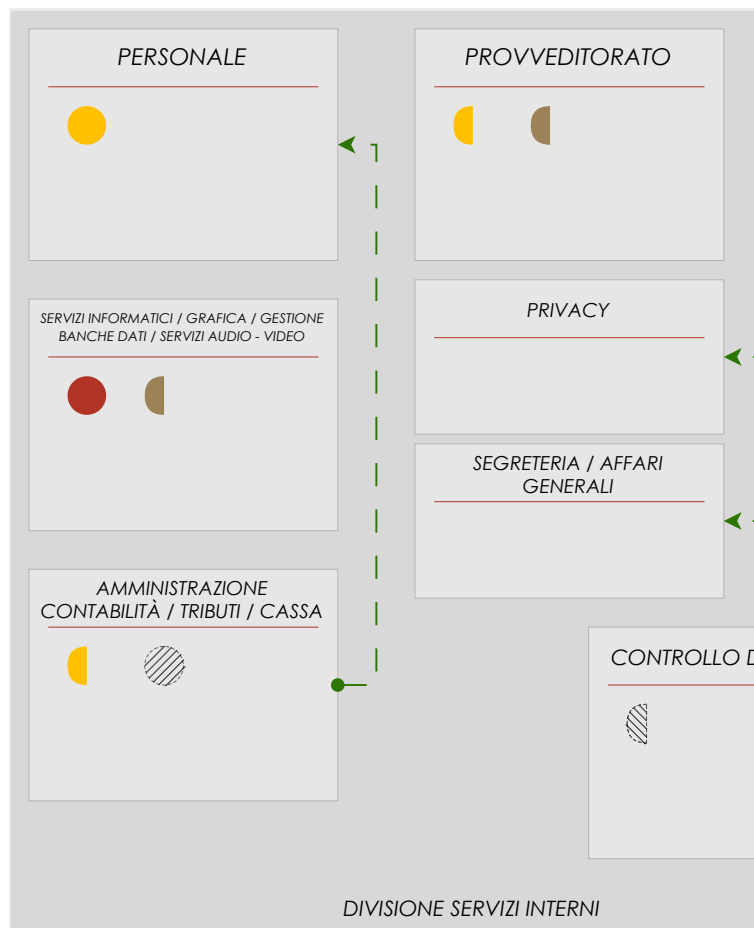 PERSONALE
PROVVEDITORATO
SERVIZI INFORMATICI / GRAFICA / GESTIONE
BANCHE DATI / SERVIZI AUDIO - VIDEO
PRIVACY
SEGRETERIA / AFFARI
GENERALI
AMMINISTRAZIONE
CONTABILITÀ / TRIBUTI / CASSA
CONTROLLO
DIVISIONE SERVIZI INTERNI